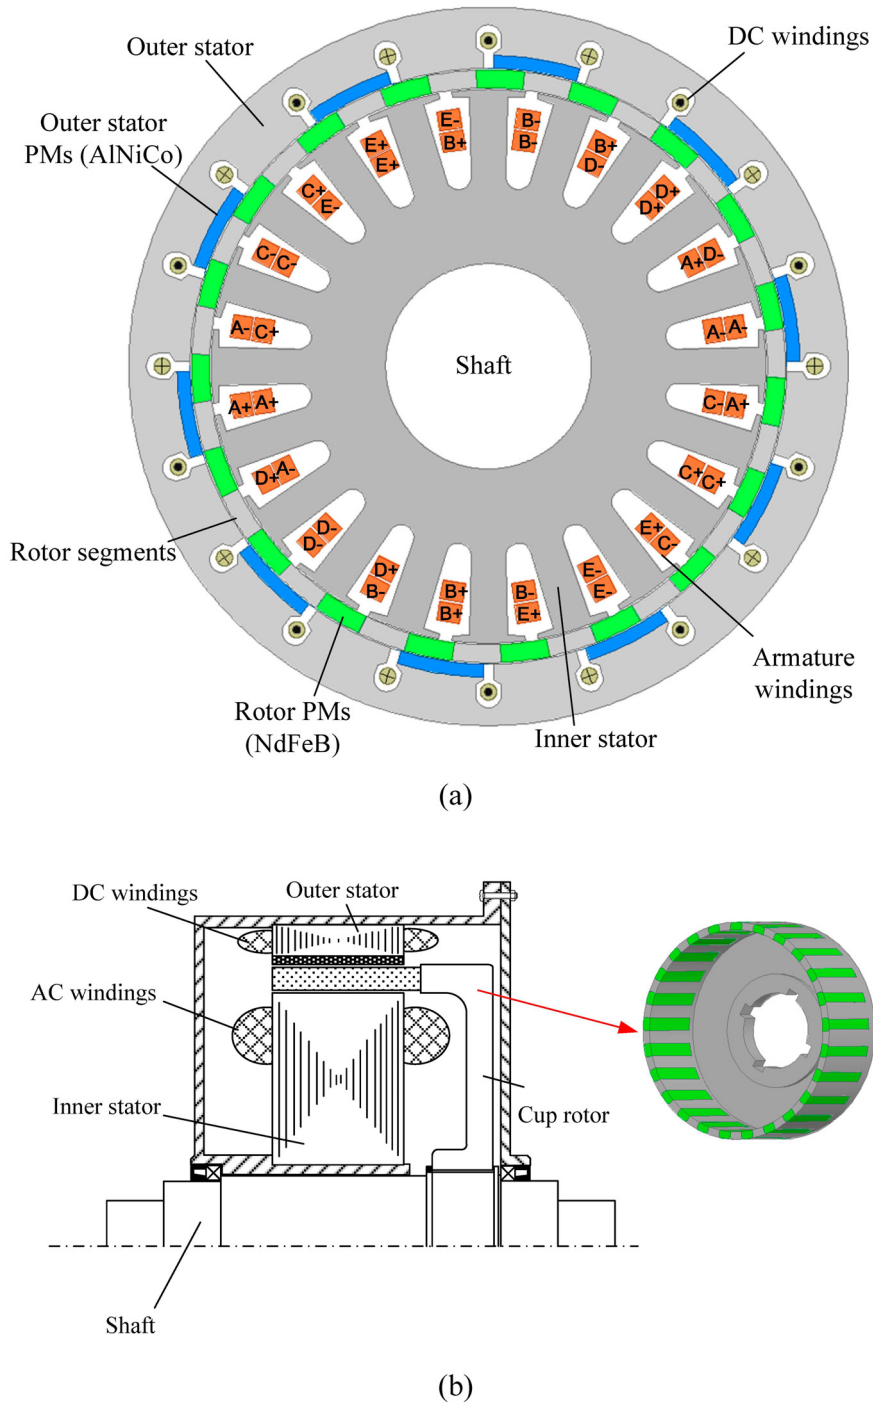 Outer stator
DC windings
Outer stator
PMs (AlNiCo)
E-
B+
B-
B-
E+
E+
B+
D-
C+
E-
D+
D+
C-C-
A+D-
A- C+
A- A-
A+ A+
C- A+
D+A-
C+C+
D-
D-
E+
C-
D+
B-
B+
B+
B-
E+
E-
E-
Shaft
Rotor segments
Rotor PMs
(NdFeB)
Inner stator
Armature
windings
(a)
DC windings
Outer stator
AC windings
Inner stator
Cup rotor
Shaft
(b)